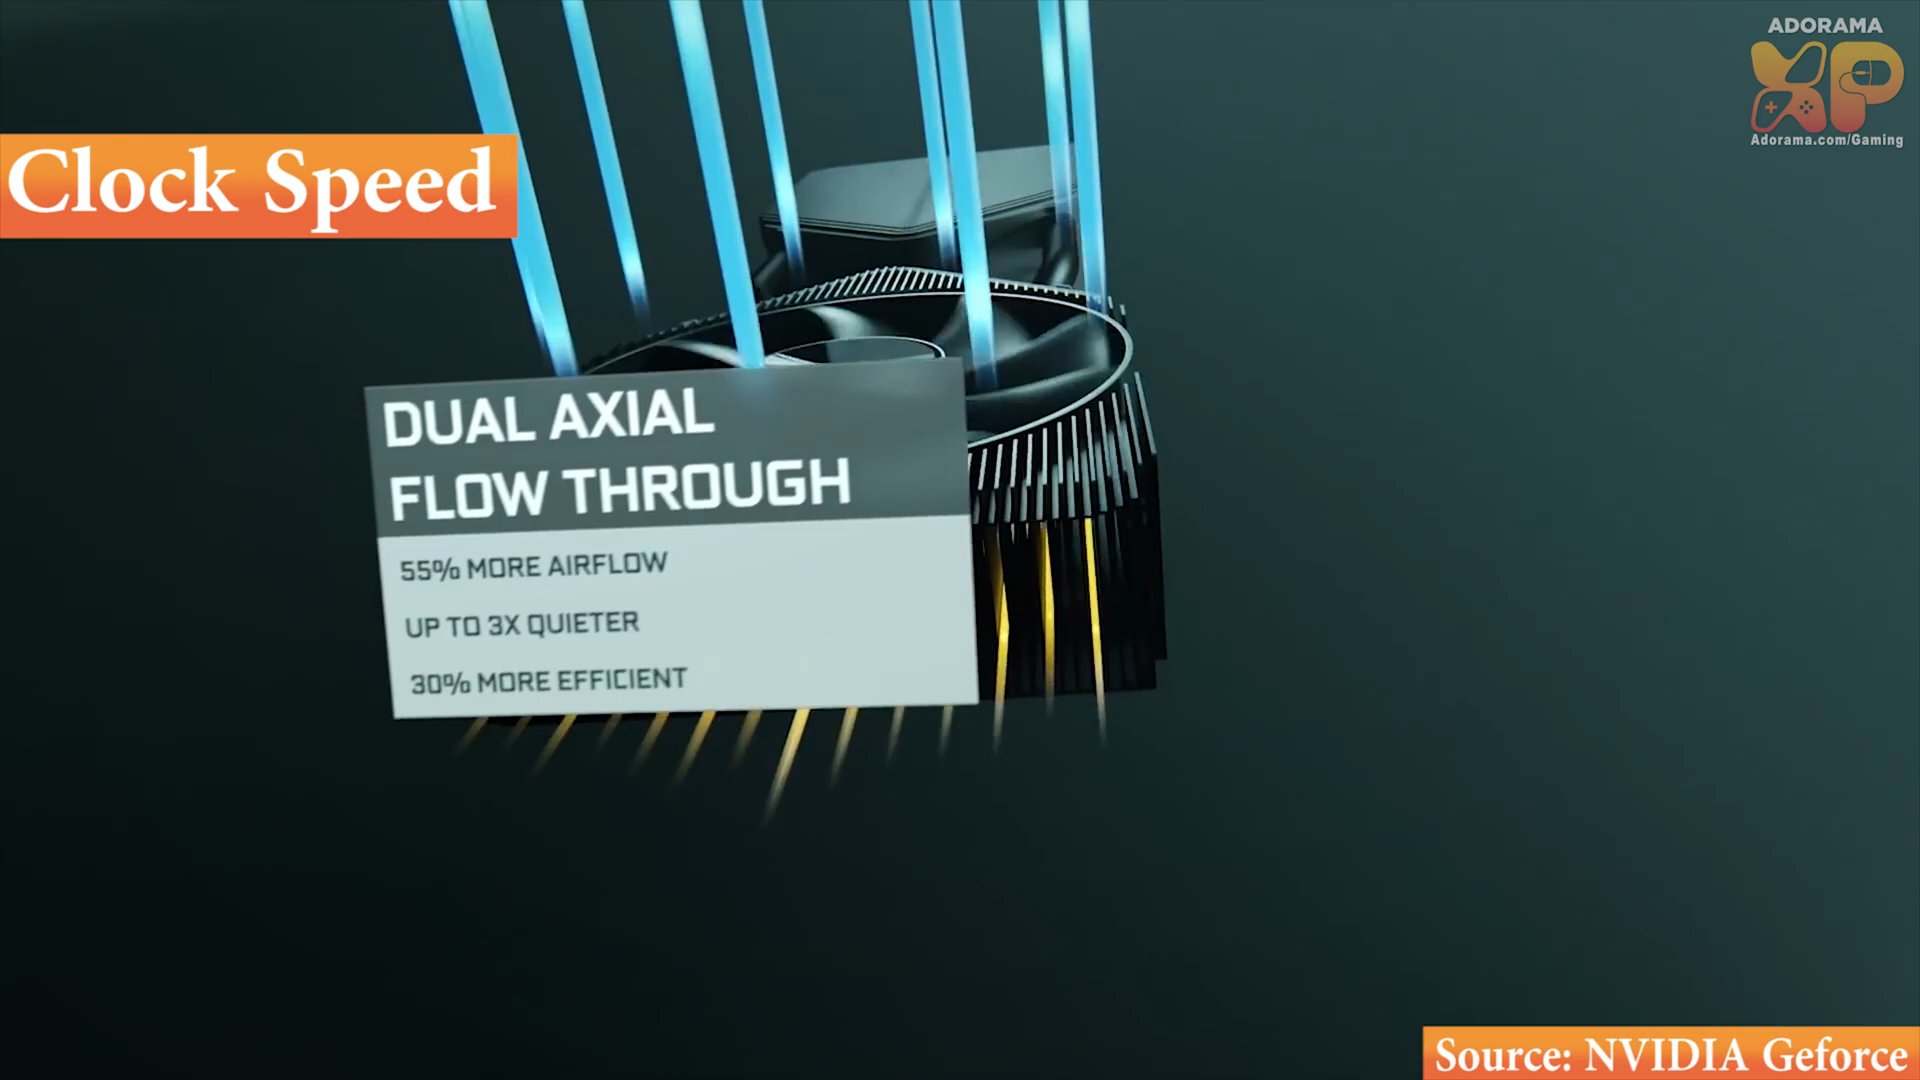 ADORAMA
XP
Adorama.com/Gaming
Clock Speed
DUAL AXIAL
FLOW THROUGH
55% MORE AIRFLOW
UP TO 3X QUIETER
30% MORE EFFICIENT
Source: NVIDIA Geforce